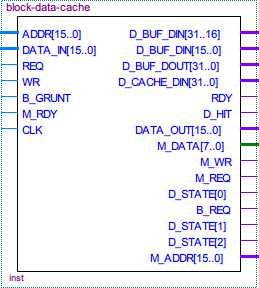 block-data-cache
ADDR[15..0] D_BUF_DIN[31..16]
DATA_IN[15..0] D_BUF_DIN[15..0]
REQ D_BUF_DOUT[31..0]
WR D_CACHE_DIN[31..0]
B_GRUNT RDY
M_RDY D_HIT
CLK DATA_OUT[15..0]
M_DATA[7..0]
M_WR
M_REQ
D_STATE[0]
B_REQ
D_STATE[1]
D_STATE[2]
M_ADDR[15..0]
inst